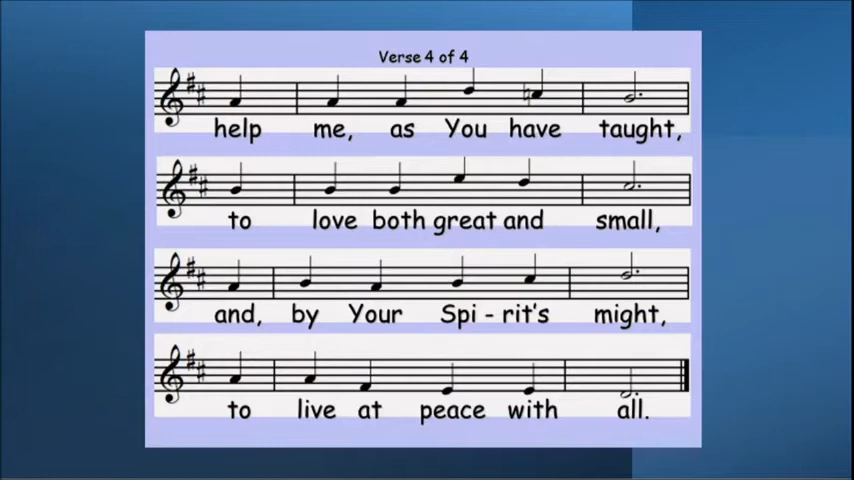 Verse 4 of 4
help me, as You have taught,
to love both great and small,
and, by Your Spi - rit's might,
to live at peace with all.